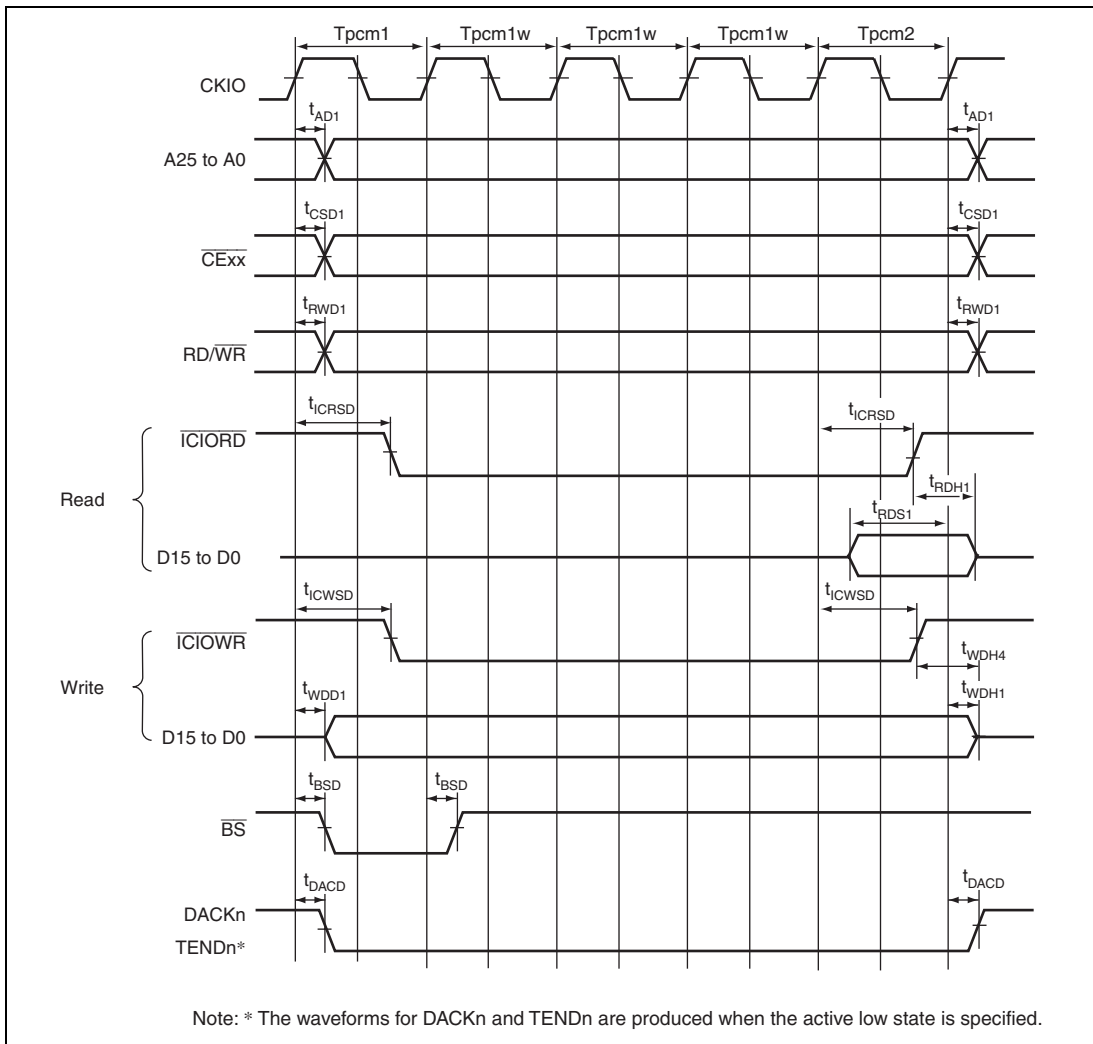 Tpcm1 Tpcm1w Tpcm1w Tpcm1w Tpcm2
CKIO
tAD1 tAD1
A25 to A0
tCSD1 tCSD1
CExx
tRWD1 tRWD1
RD/WR
tICRSD tICRSD
ICIORD
tRDH1
Read
tRDS1
D15 to D0
tICWSD tICWSD
ICIOWR
tWDH4
Write
tWDD1 tWDH1
D15 to D0
tBSD tBSD
BS
tDACD tDACD
DACKn
TENDn*
Note: * The waveforms for DACKn and TENDn are produced when the active low state is specified.